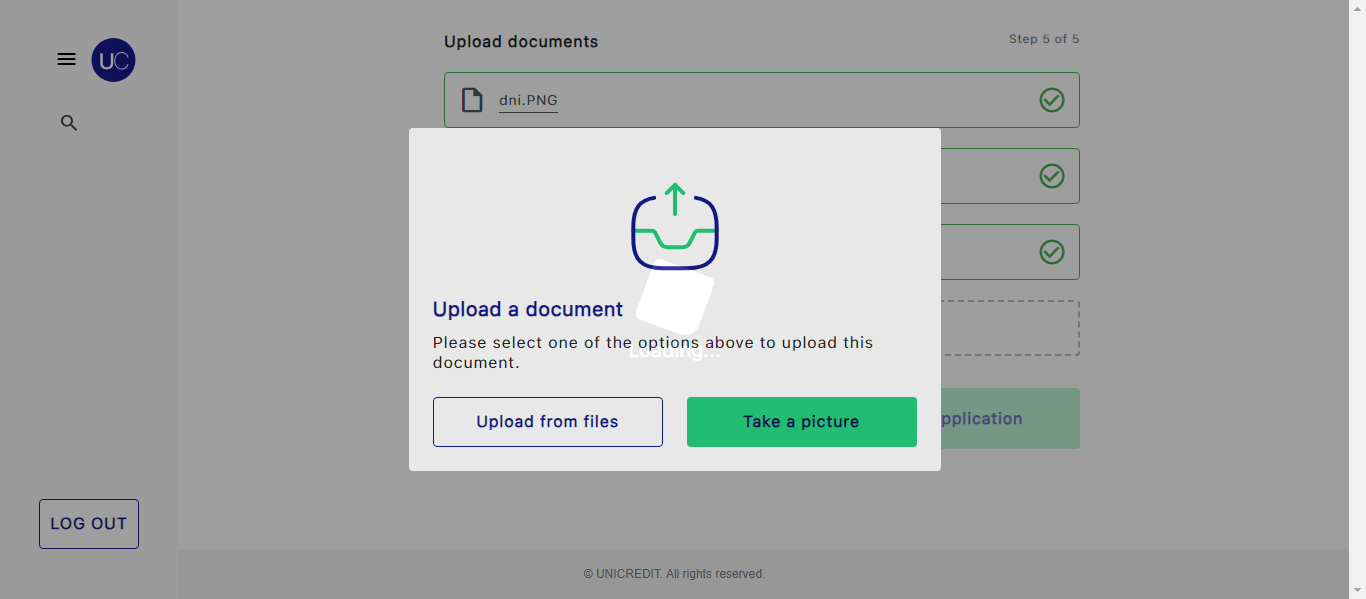 UC
Upload documents
Step 5 of 5
dni.PNG
Upload a document
Please select one of the options above to upload this
document.
Loading...
Upload from files
Take a picture
pplication
LOG OUT
© UNICREDIT. All rights reserved.